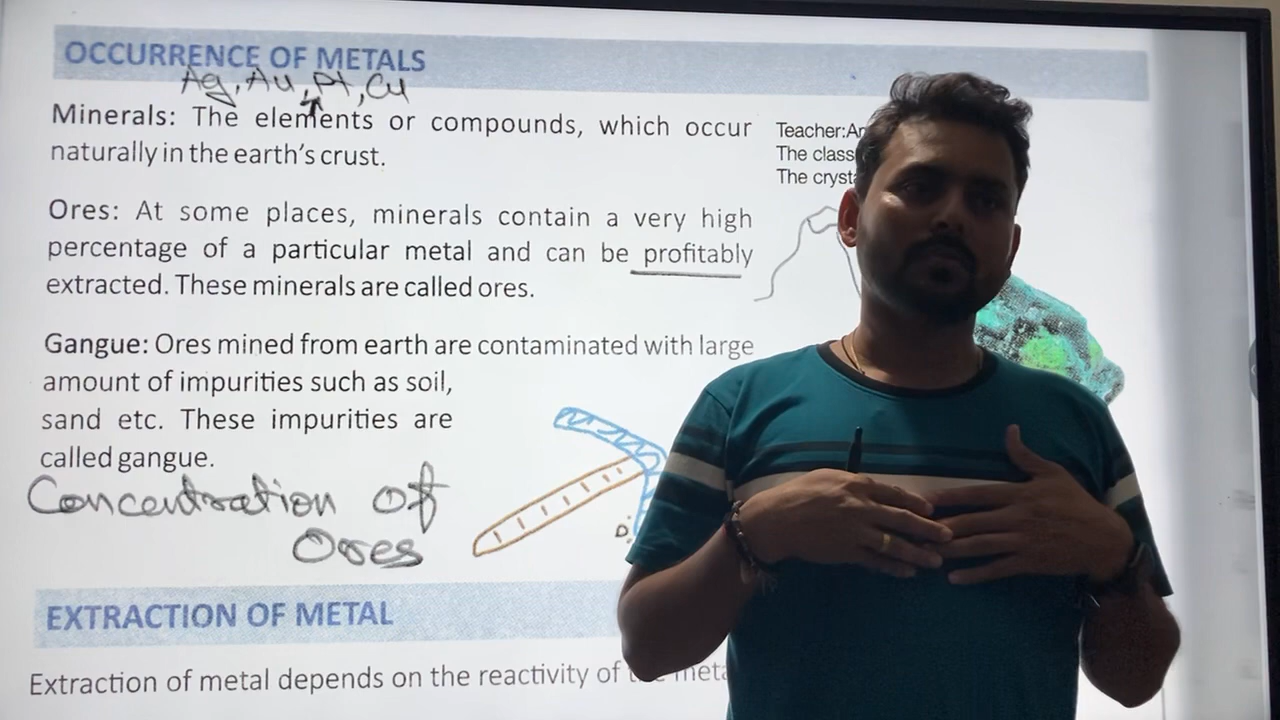 OCCURRENCE OF METALS
Ag, Au, Pt, Cu
Minerals: The elements or compounds, which occur
naturally in the earth's crust.
Ores: At some places, minerals contain a very high
percentage of a particular metal and can be profitably
extracted. These minerals are called ores.
Gangue: Ores mined from earth are contaminated with large
amount of impurities such as soil,
sand etc. These impurities are
called gangue.
Concentration of
Ores
EXTRACTION OF METAL
Extraction of metal depends on the reactivity of
Teacher:
The class
The
D